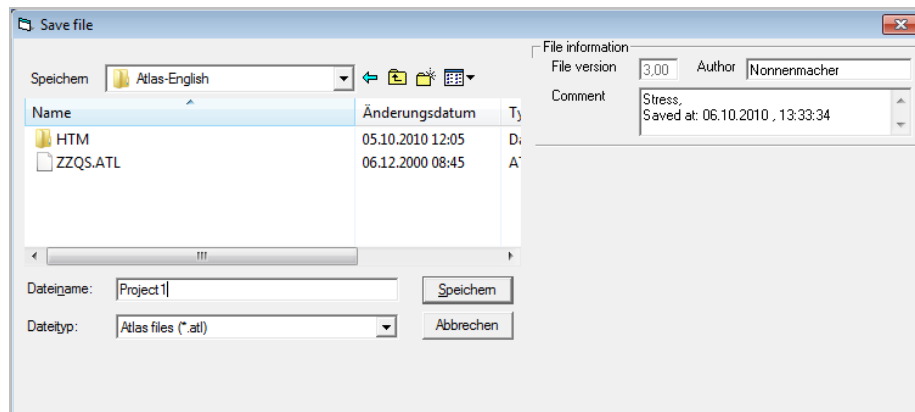 Save file
Speichern
Atlas-English
Name
Änderungsdatum
Ty
HTM
05.10.2010 12:05
Da
ZZQS.ATL
06.12.2000 08:45
A
Dateiname:
Project1
Speichern
Dateityp:
Atlas files (*.atl)
Abbrechen
File information
File version
3,00
Author
Nonnenmacher
Comment
Stress,
Saved at: 06.10.2010 , 13:33:34